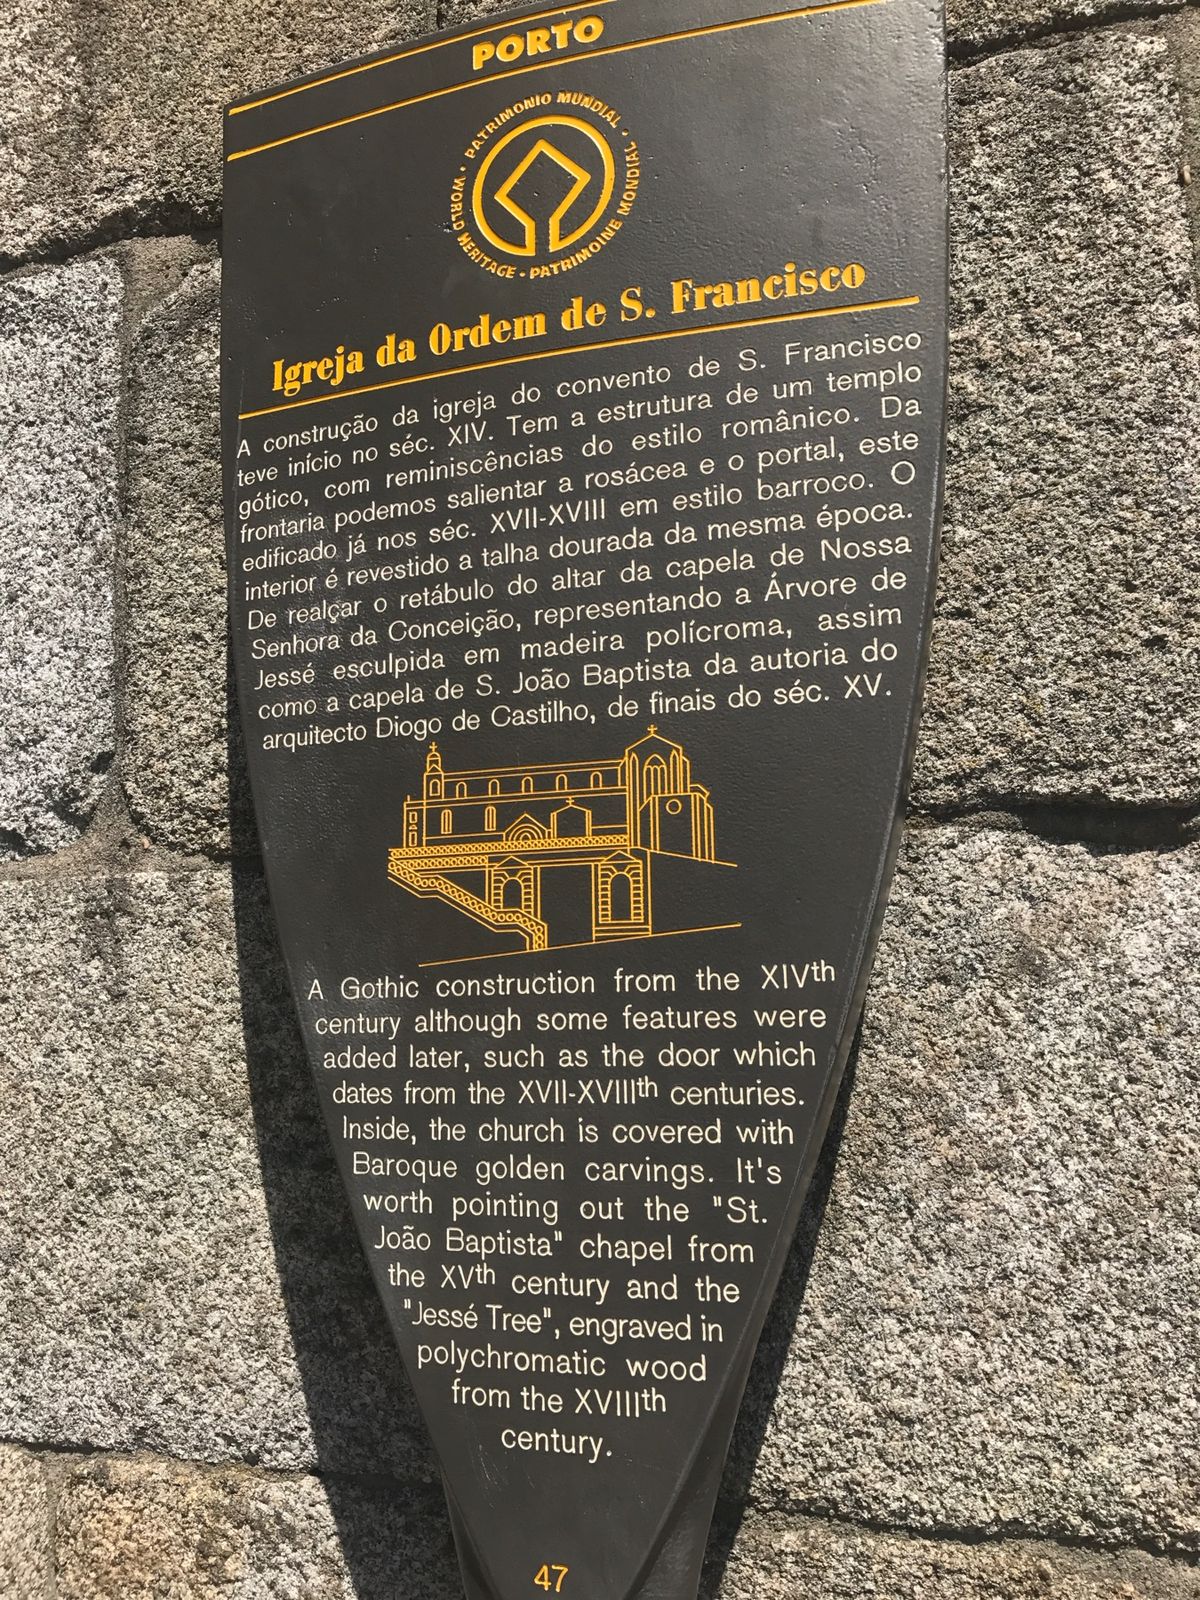 PORTO
PATRIMONIO MUNDIAL · WORLD HERITAGE · PATRIMOINE MONDIAL ·
Igreja da Ordem de S. Francisco
A construção da igreja do convento de S. Francisco
teve início no séc. XIV. Tem a estrutura de um templo
gótico, com reminiscências do estilo românico. Da
frontaria podemos salientar a rosácea e o portal, este
edificado já nos séc. XVII-XVIII em estilo barroco. O
interior é revestido a talha dourada da mesma época.
De realçar o retábulo do altar da capela de Nossa
Senhora da Conceição, representando a Árvore de
Jessé esculpida em madeira polícroma, assim
como a capela de S. João Baptista da autoria do
arquitecto Diogo de Castilho, de finais do séc. XV.
A Gothic construction from the XIVth
century although some features were
added later, such as the door which
dates from the XVII-XVIIIth centuries.
Inside, the church is covered with
Baroque golden carvings. It's
worth pointing out the "St.
João Baptista" chapel from
the XVth century and the
"Jessé Tree", engraved in
polychromatic wood
from the XVIIIth
century.
47